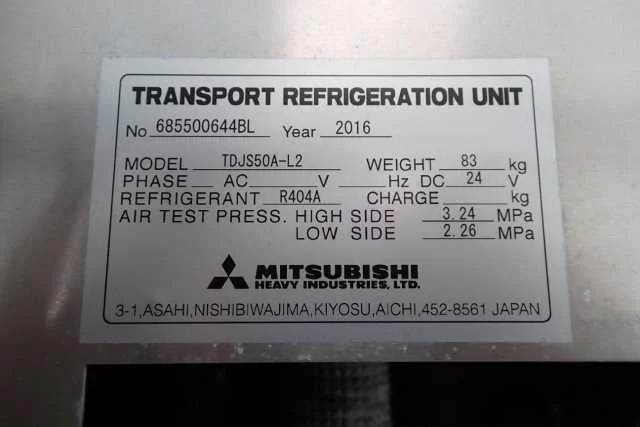 TRANSPORT REFRIGERATION UNIT
No 685500644BL Year 2016
MODEL TDJS50A-L2 WEIGHT 83 kg
PHASE AC V Hz DC 24 V
REFRIGERANT R404A CHARGE kg
AIR TEST PRESS. HIGH SIDE 3.24 MPa
LOW SIDE 2.26 MPa
MITSUBISHI
HEAVY INDUSTRIES, LTD.
3-1,ASAHI,NISHIBIWAJIMA,KIYOSU,AICHI,452-8561 JAPAN